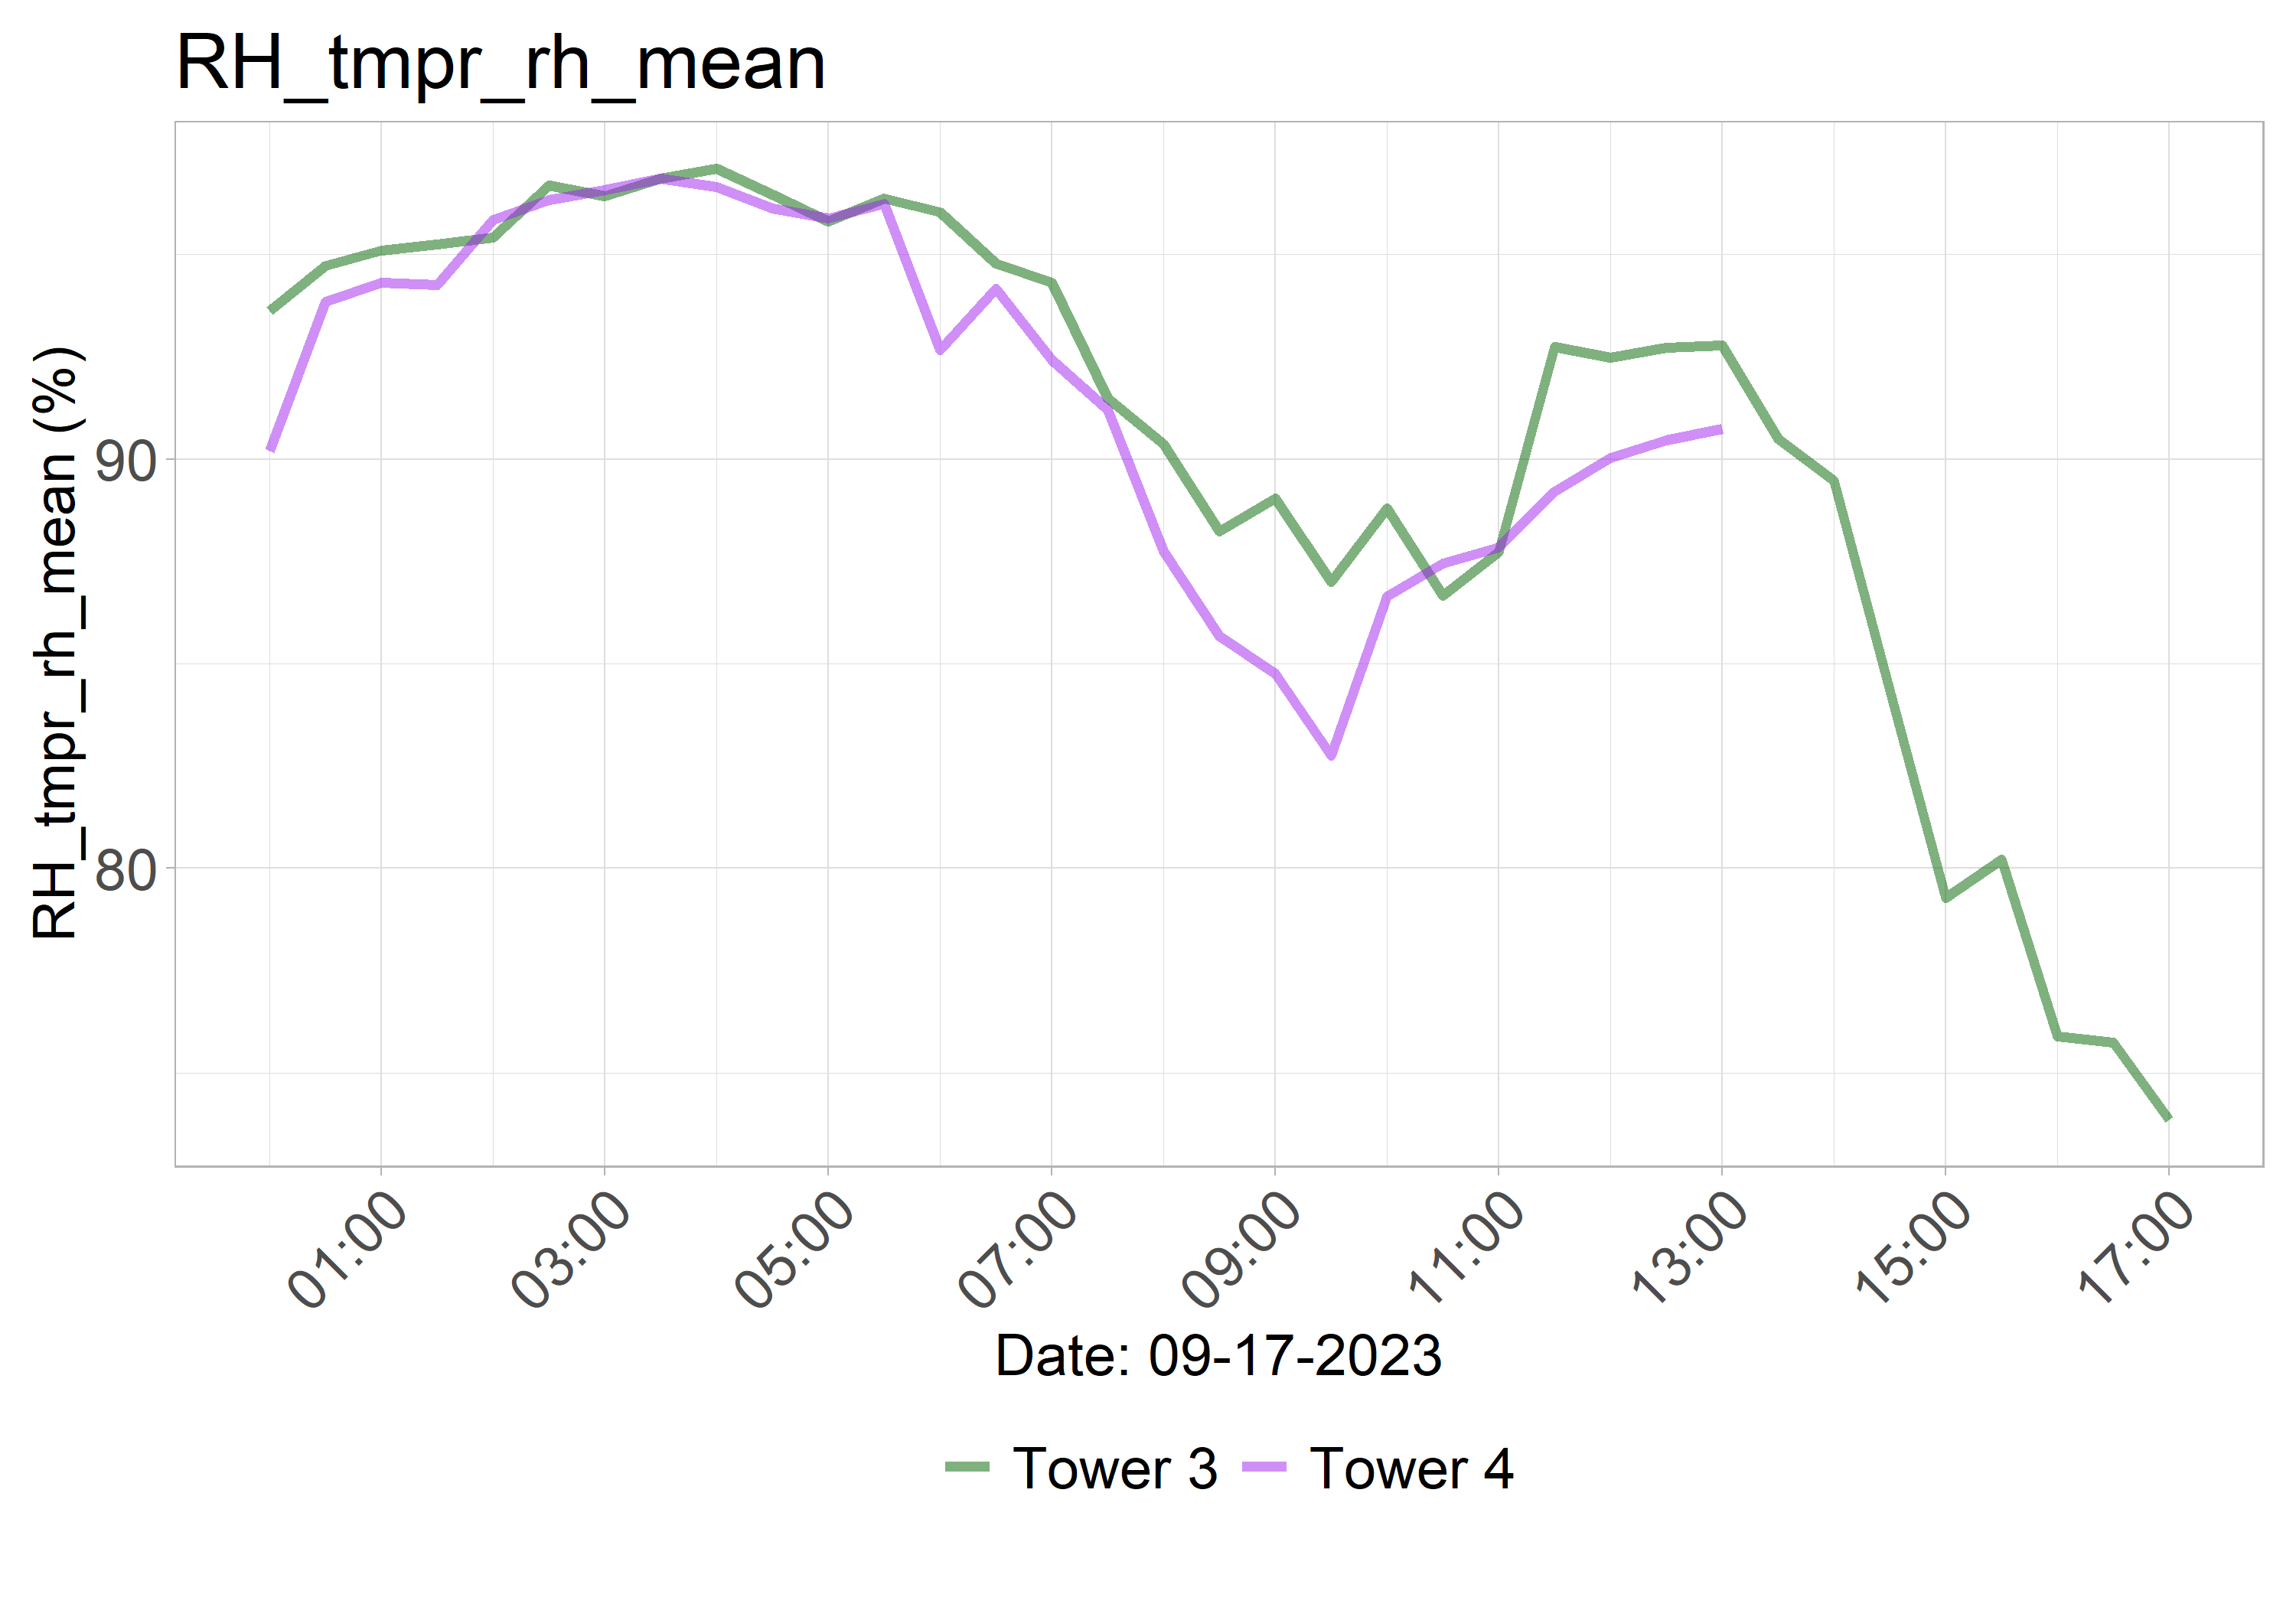 RH_tmpr_rh_mean
RH_tmpr_rh_mean (%)
90
80
01:00 03:00 05:00 07:00 09:00 11:00 13:00 15:00 17:00
Date: 09-17-2023
Tower 3 Tower 4